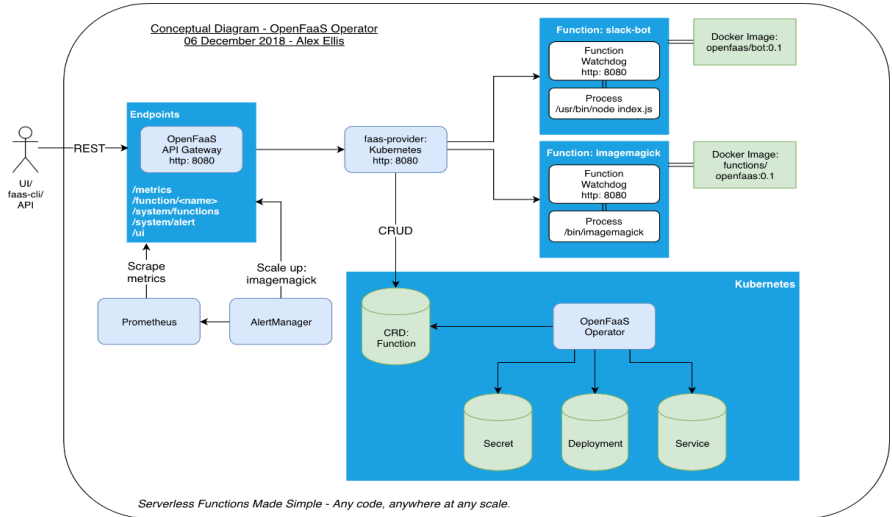 Conceptual Diagram - OpenFaaS Operator
06 December 2018 - Alex Ellis
Function: slack-bot
Function
Watchdog
http: 8080
Process
/usr/bin/node index.js
Docker Image:
openfaas/bot:0.1
Endpoints
OpenFaaS
API Gateway
http: 8080
/metrics
/function/<name>
/system/functions
/system/alert
/ui
REST
UI/
faas-cli/
API
faas-provider:
Kubernetes
http: 8080
Function: imagemagick
Function
Watchdog
http: 8080
Process
/bin/imagemagick
Docker Image:
functions/
openfaas:0.1
CRUD
Scrape
metrics
Scale up:
imagemagick
Prometheus
AlertManager
Kubernetes
CRD:
Function
OpenFaaS
Operator
Secret
Deployment
Service
Serverless Functions Made Simple - Any code, anywhere at any scale.